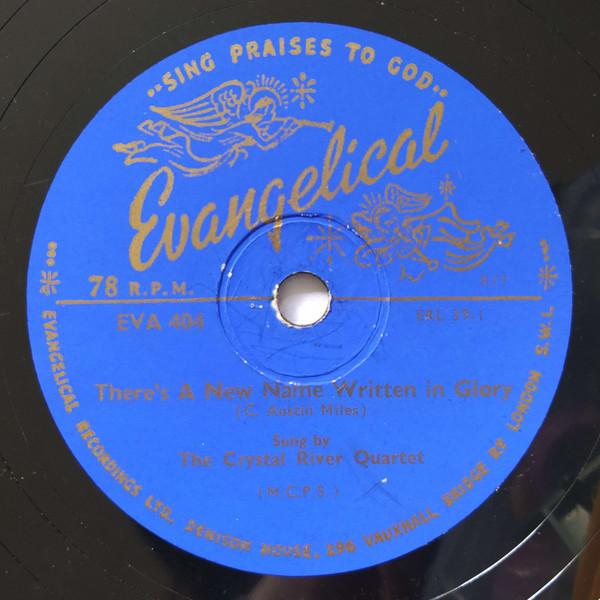 "SING PRAISES TO GOD"
Evangelical
78 R.P.M.
EVA 404
ERL. 39.1
There's A New Name Written in Glory
(C. Austin Miles)
Sung by
The Crystal River Quartet
(M.C.P.S.)
EVANGELICAL RECORDINGS LTD. DENISON HOUSE, 296 VAUXHALL BRIDGE RD LONDON S.W.1.